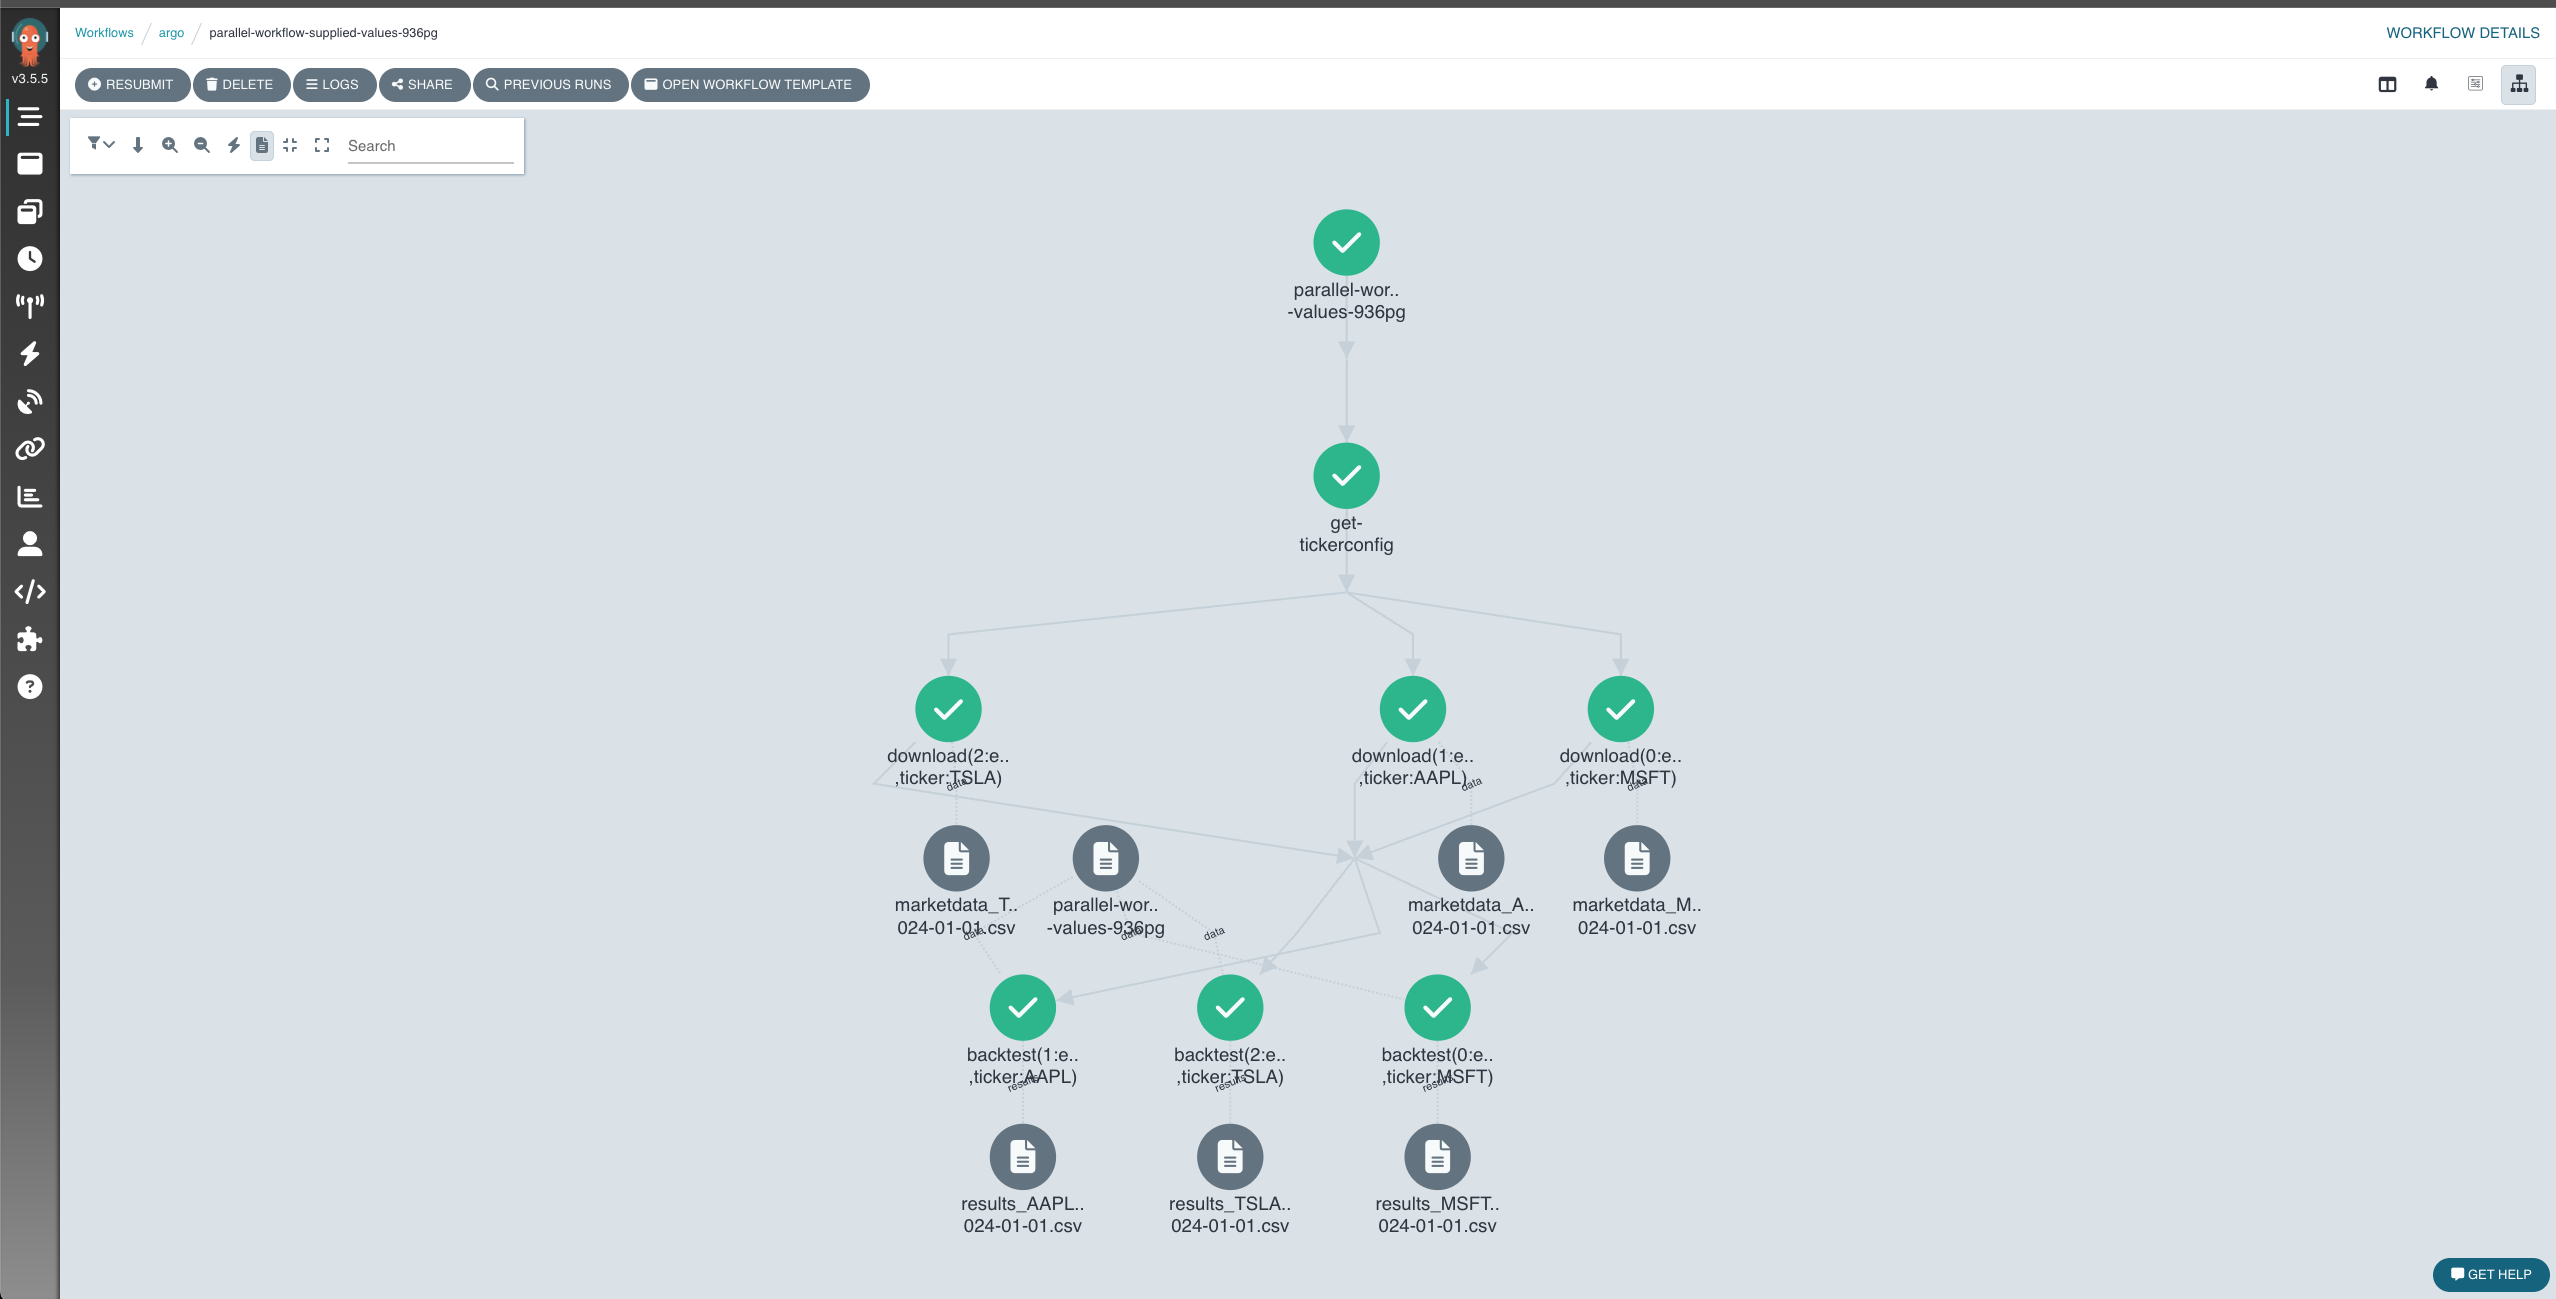 Workflows / argo / parallel-workflow-supplied-values-936pg
WORKFLOW DETAILS
v3.5.5
RESUBMIT DELETE LOGS SHARE PREVIOUS RUNS OPEN WORKFLOW TEMPLATE
Search
parallel-wor..
-values-936pg
get-
tickerconfig
download(2:e.. download(1:e.. download(0:e..
,ticker:TSLA) ,ticker:AAPL) ,ticker:MSFT)
data data data
marketdata_T.. parallel-wor.. marketdata_A.. marketdata_M..
024-01-01.csv -values-936pg 024-01-01.csv 024-01-01.csv
data data data
backtest(1:e.. backtest(2:e.. backtest(0:e..
,ticker:AAPL) ,ticker:TSLA) ,ticker:MSFT)
results results results
results_AAPL.. results_TSLA.. results_MSFT..
024-01-01.csv 024-01-01.csv 024-01-01.csv
GET HELP